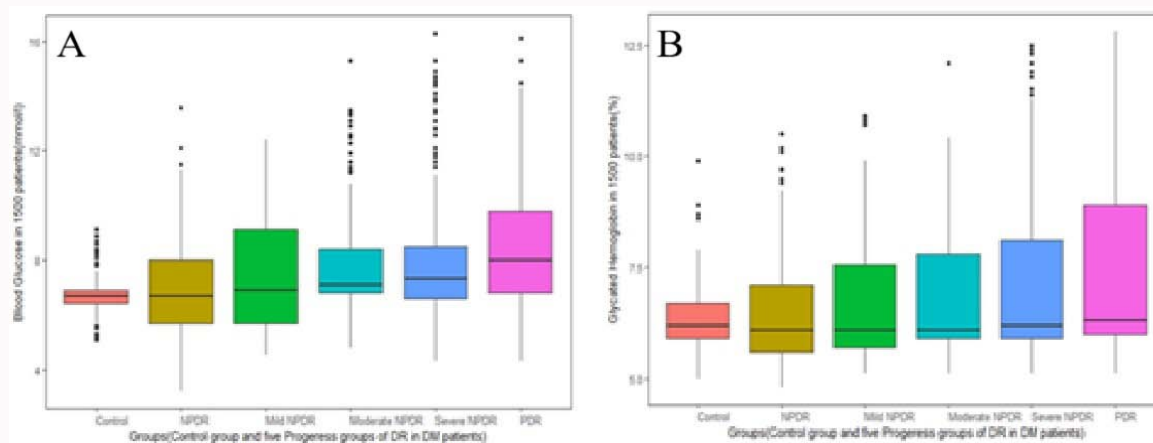 A
Blood Glucose in 1500 patients(mmol/l)
16
12
8
4
Control
NPDR
Mild NPDR
Moderate NPDR
Severe NPDR
PDR
Groups(Control group and five Progeress groups of DR in DM patients)
B
Glycated Hemoglobin in 1500 patients(%)
12.5
10.0
7.5
5.0
Control
NPDR
Mild NPDR
Moderate NPDR
Severe NPDR
PDR
Groups(Control group and five Progeress groups of DR in DM patients)